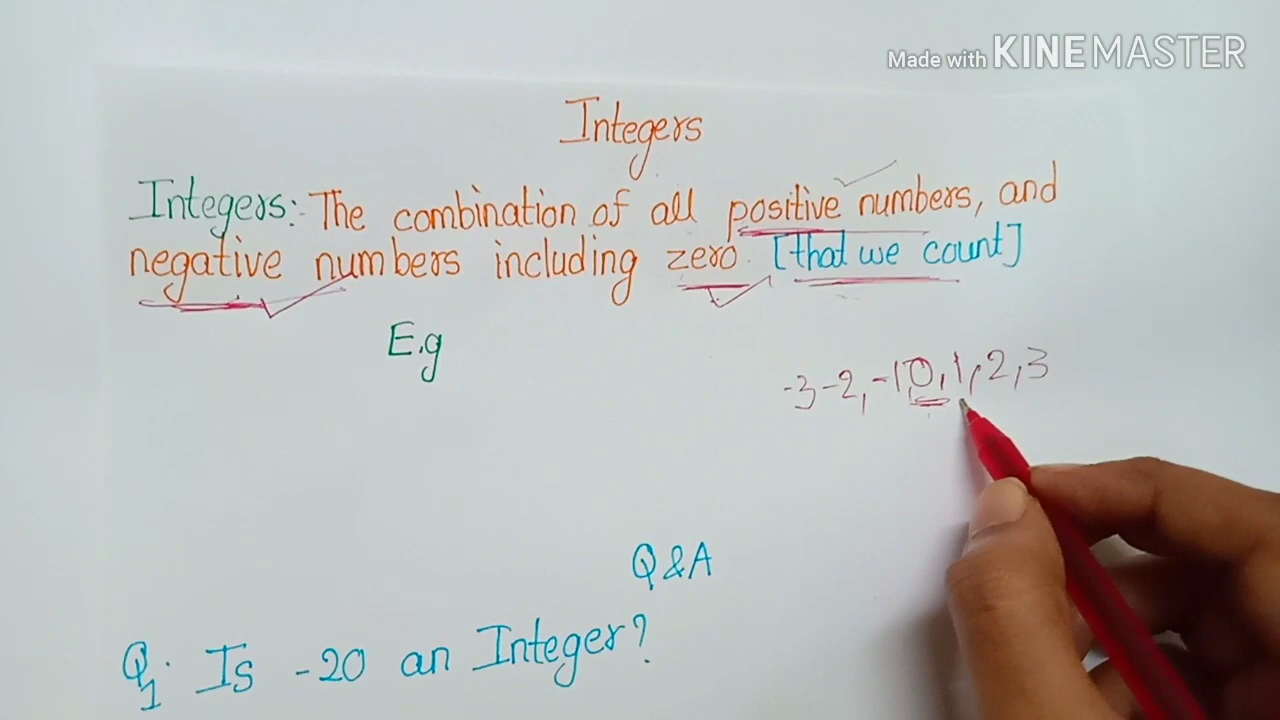 Made with KINEMASTER
Integers
Integers: The combination of all positive numbers, and
negative numbers including zero. [that we count]
E.g
-3 -2, -1, 0, 1, 2, 3
Q & A
Q1. Is -20 an Integer?